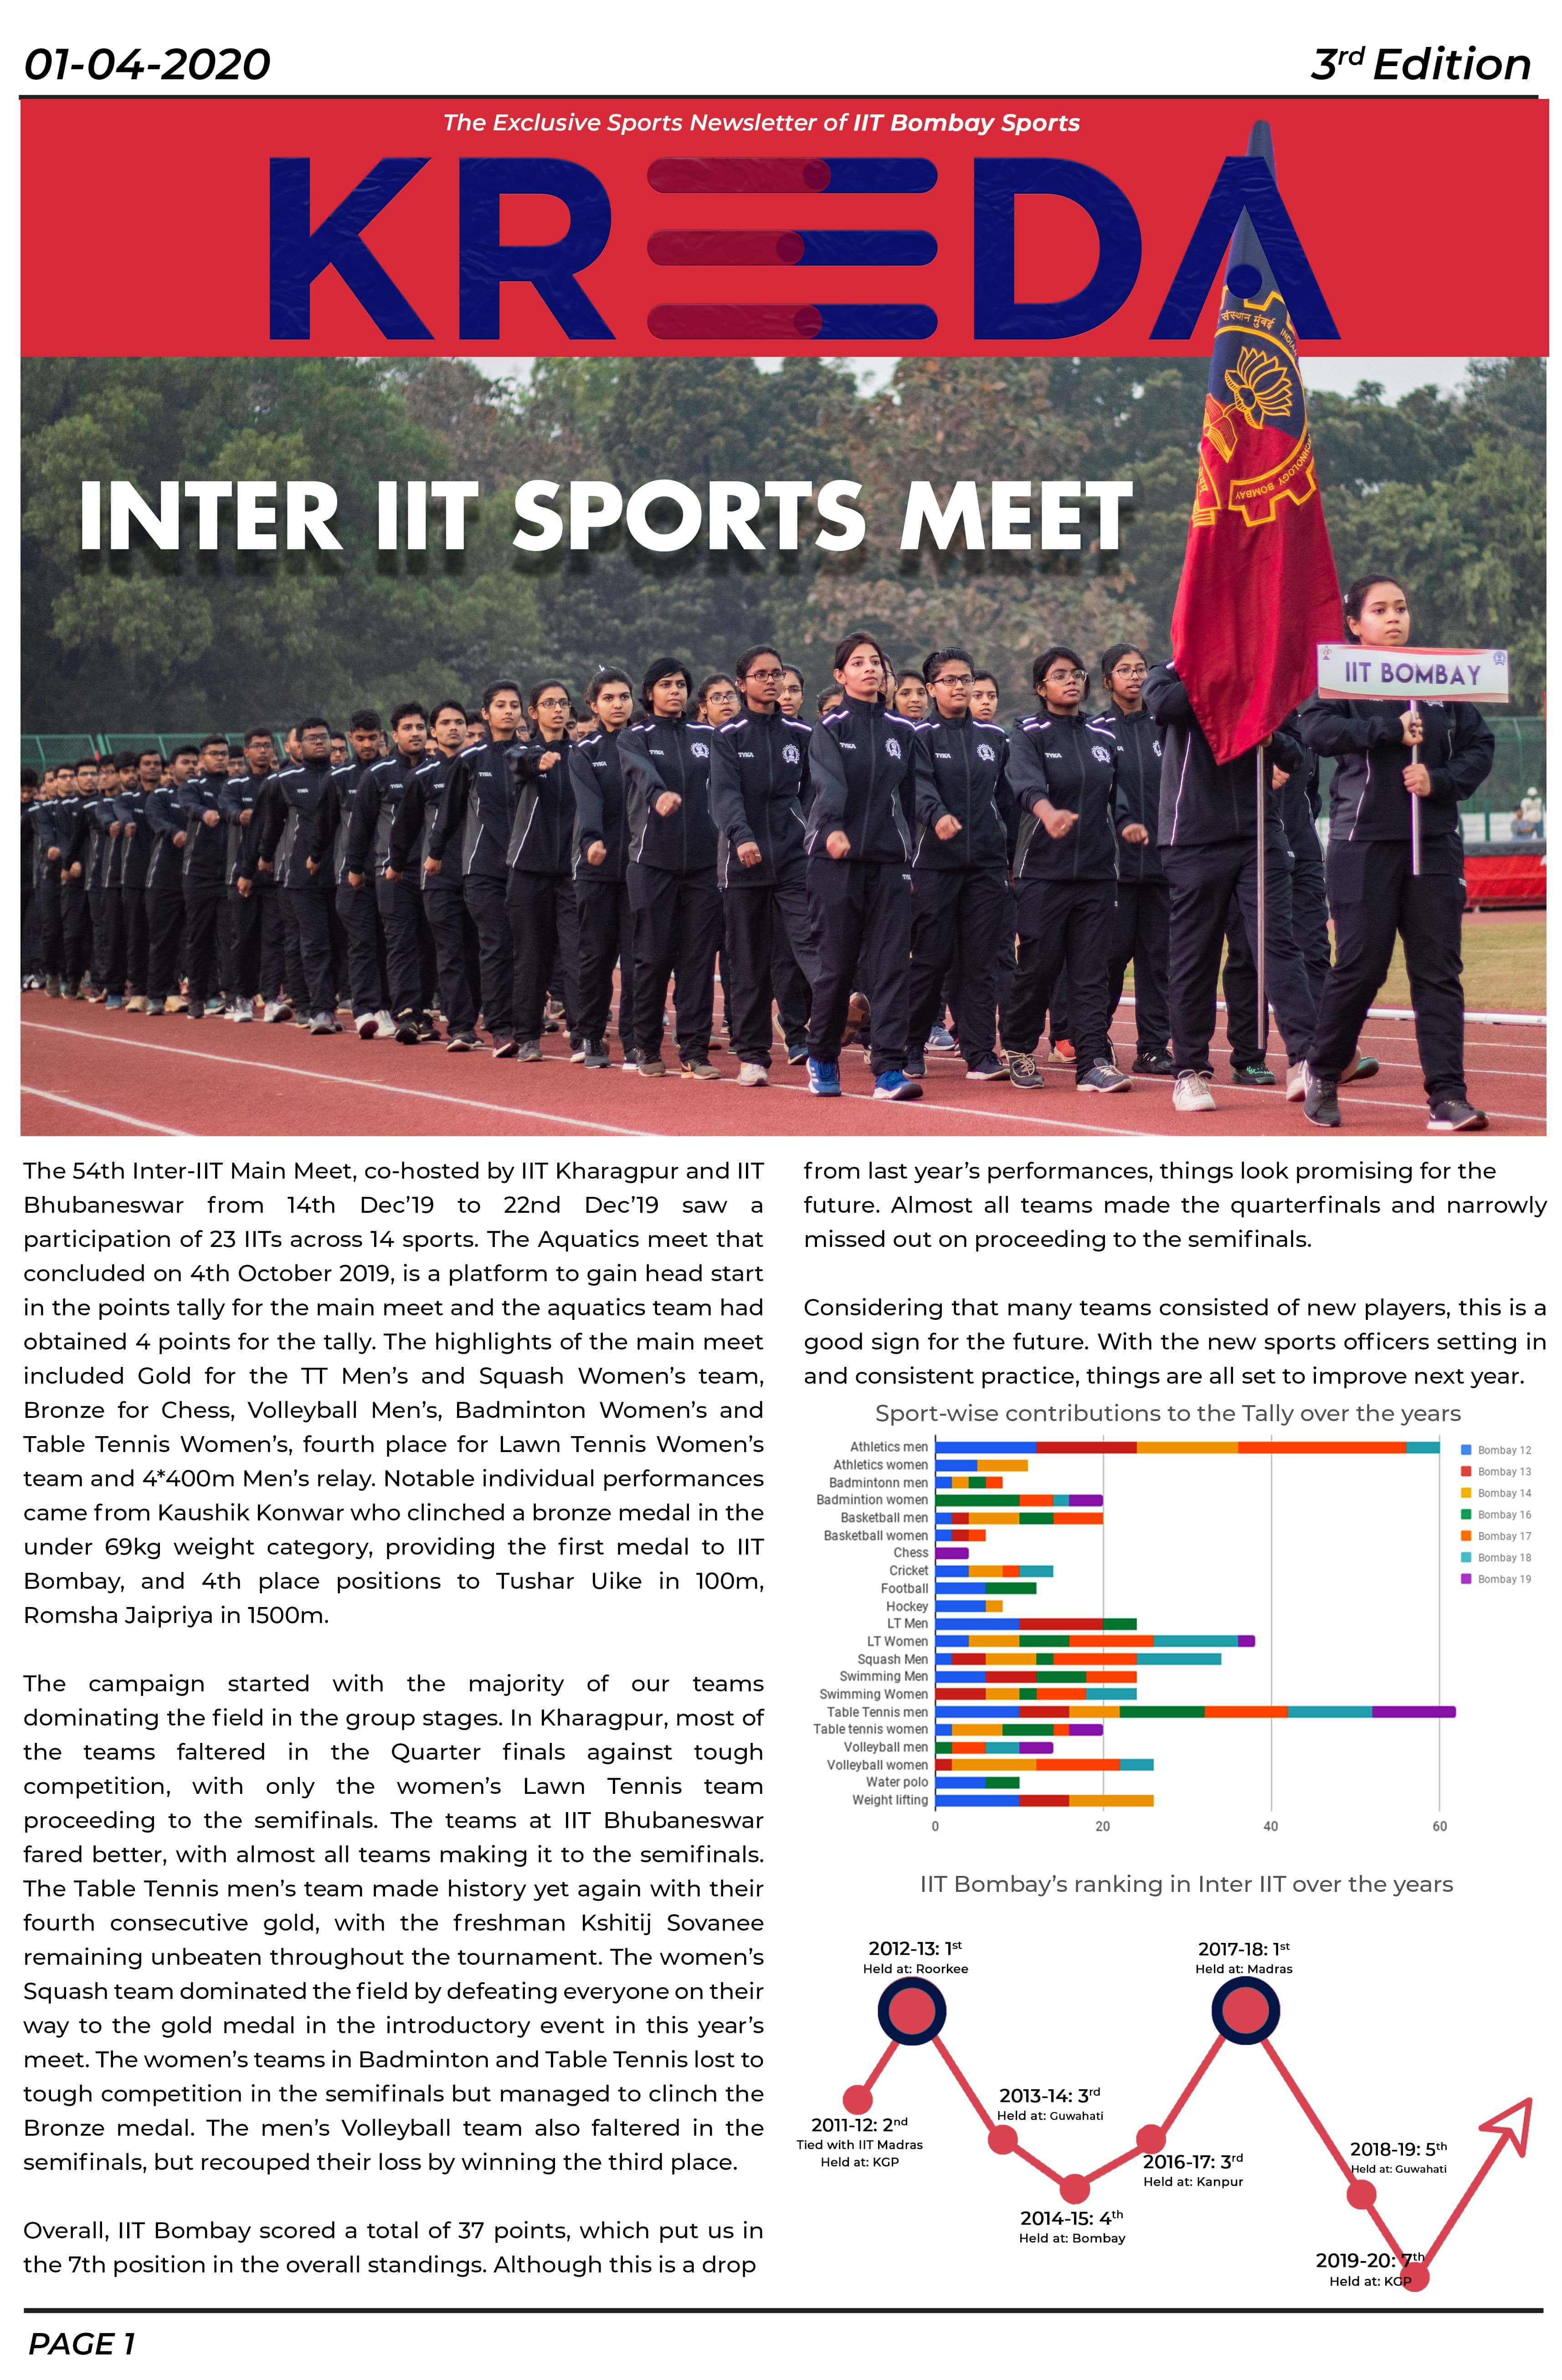 01-04-2020
3rd Edition
The Exclusive Sports Newsletter of IIT Bombay Sports
KREEDA
संस्थान मुंबई
INDIAN
TECHNOLOGY BOMBAY
INTER IIT SPORTS MEET
IIT BOMBAY
The 54th Inter-IIT Main Meet, co-hosted by IIT Kharagpur and IIT
Bhubaneswar from 14th Dec’19 to 22nd Dec’19 saw a
participation of 23 IITs across 14 sports. The Aquatics meet that
concluded on 4th October 2019, is a platform to gain head start
in the points tally for the main meet and the aquatics team had
obtained 4 points for the tally. The highlights of the main meet
included Gold for the TT Men’s and Squash Women’s team,
Bronze for Chess, Volleyball Men’s, Badminton Women’s and
Table Tennis Women’s, fourth place for Lawn Tennis Women’s
team and 4*400m Men’s relay. Notable individual performances
came from Kaushik Konwar who clinched a bronze medal in the
under 69kg weight category, providing the first medal to IIT
Bombay, and 4th place positions to Tushar Uike in 100m,
Romsha Jaipriya in 1500m.
The campaign started with the majority of our teams
dominating the field in the group stages. In Kharagpur, most of
the teams faltered in the Quarter finals against tough
competition, with only the women’s Lawn Tennis team
proceeding to the semifinals. The teams at IIT Bhubaneswar
fared better, with almost all teams making it to the semifinals.
The Table Tennis men’s team made history yet again with their
fourth consecutive gold, with the freshman Kshitij Sovanee
remaining unbeaten throughout the tournament. The women’s
Squash team dominated the field by defeating everyone on their
way to the gold medal in the introductory event in this year’s
meet. The women’s teams in Badminton and Table Tennis lost to
tough competition in the semifinals but managed to clinch the
Bronze medal. The men’s Volleyball team also faltered in the
semifinals, but recouped their loss by winning the third place.
Overall, IIT Bombay scored a total of 37 points, which put us in
the 7th position in the overall standings. Although this is a drop
from last year’s performances, things look promising for the
future. Almost all teams made the quarterfinals and narrowly
missed out on proceeding to the semifinals.
Considering that many teams consisted of new players, this is a
good sign for the future. With the new sports officers setting in
and consistent practice, things are all set to improve next year.
Sport-wise contributions to the Tally over the years
Athletics men
Athletics women
Badmintonn men
Badmintion women
Basketball men
Basketball women
Chess
Cricket
Football
Hockey
LT Men
LT Women
Squash Men
Swimming Men
Swimming Women
Table Tennis men
Table tennis women
Volleyball men
Volleyball women
Water polo
Weight lifting
0 20 40 60
Bombay 12
Bombay 13
Bombay 14
Bombay 16
Bombay 17
Bombay 18
Bombay 19
IIT Bombay’s ranking in Inter IIT over the years
2012-13: 1st
Held at: Roorkee
2017-18: 1st
Held at: Madras
2011-12: 2nd
Tied with IIT Madras
Held at: KGP
2013-14: 3rd
Held at: Guwahati
2014-15: 4th
Held at: Bombay
2016-17: 3rd
Held at: Kanpur
2018-19: 5th
Held at: Guwahati
2019-20: 7th
Held at: KGP
PAGE 1